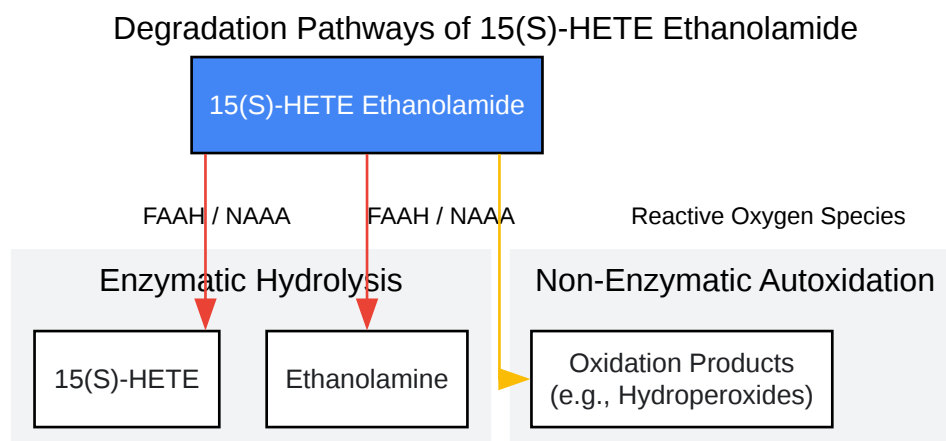 Degradation Pathways of 15(S)-HETE Ethanolamide
15(S)-HETE Ethanolamide
FAAH / NAAA
FAAH / NAAA
Reactive Oxygen Species
Enzymatic Hydrolysis
Non-Enzymatic Autoxidation
15(S)-HETE
Ethanolamine
Oxidation Products
(e.g., Hydroperoxides)